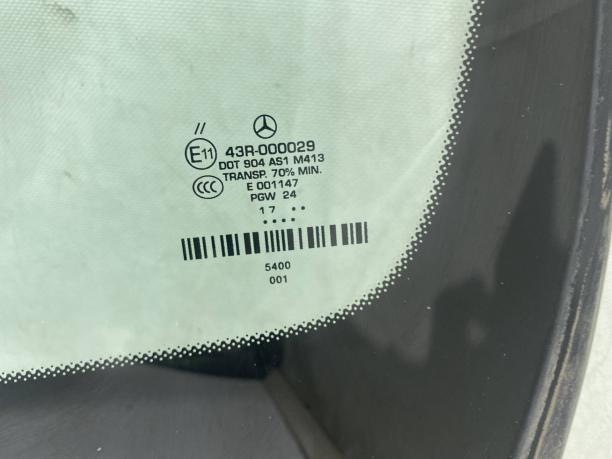 //
E11 43R-000029
DOT 904 AS1 M413
TRANSP. 70% MIN.
CCC E 001147
PGW 24
17 ..
....
5400
001